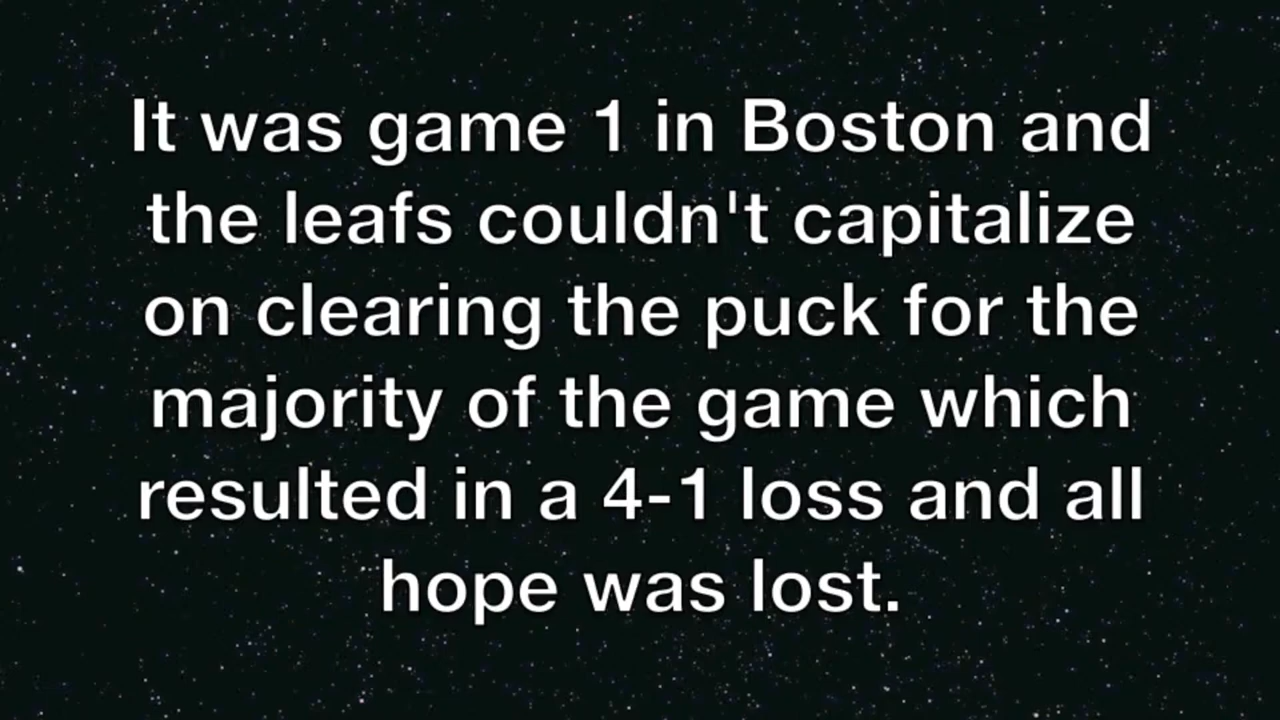 It was game 1 in Boston and
the leafs couldn't capitalize
on clearing the puck for the
majority of the game which
resulted in a 4-1 loss and all
hope was lost.